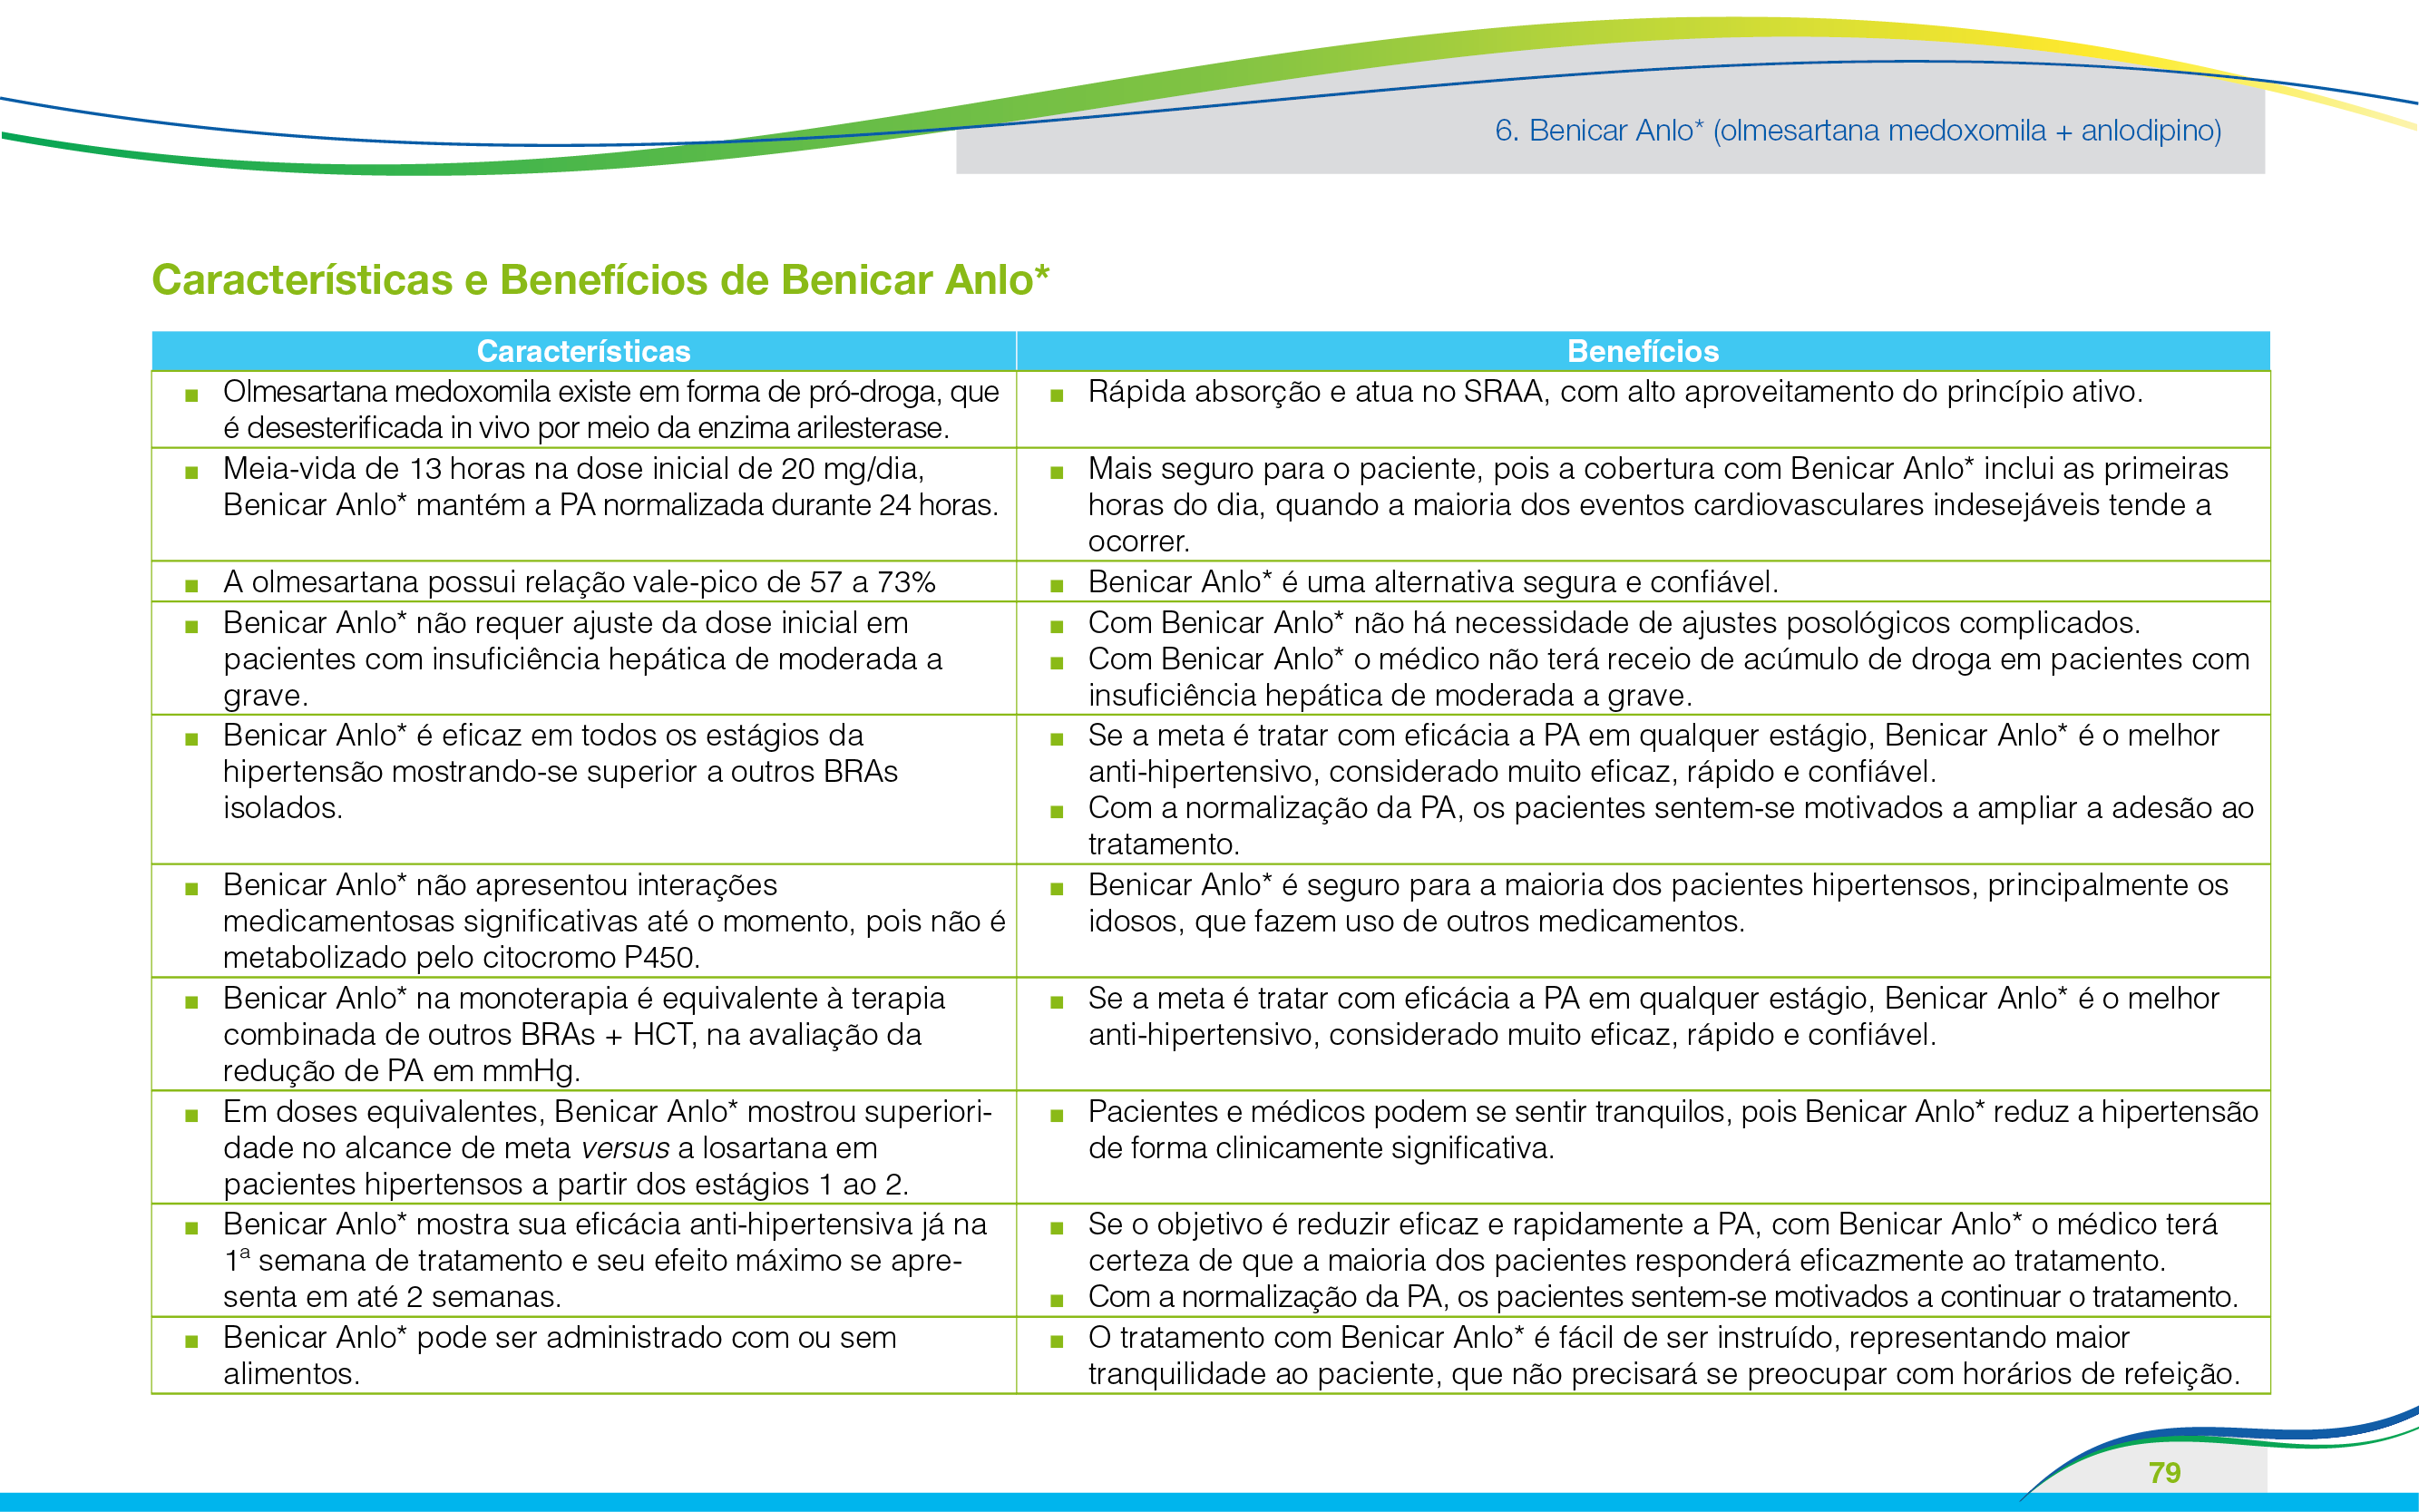 6. Benicar Anlo* (olmesartana medoxomila + anlodipino)
Características e Benefícios de Benicar Anlo*
Características
Benefícios
■ Olmesartana medoxomila existe em forma de pró-droga, que
é desesterificada in vivo por meio da enzima arilesterase.
■ Rápida absorção e atua no SRAA, com alto aproveitamento do princípio ativo.
■ Meia-vida de 13 horas na dose inicial de 20 mg/dia,
Benicar Anlo* mantém a PA normalizada durante 24 horas.
■ Mais seguro para o paciente, pois a cobertura com Benicar Anlo* inclui as primeiras
horas do dia, quando a maioria dos eventos cardiovasculares indesejáveis tende a
ocorrer.
■ A olmesartana possui relação vale-pico de 57 a 73%
■ Benicar Anlo* é uma alternativa segura e confiável.
■ Benicar Anlo* não requer ajuste da dose inicial em
pacientes com insuficiência hepática de moderada a
grave.
■ Com Benicar Anlo* não há necessidade de ajustes posológicos complicados.
■ Com Benicar Anlo* o médico não terá receio de acúmulo de droga em pacientes com
insuficiência hepática de moderada a grave.
■ Benicar Anlo* é eficaz em todos os estágios da
hipertensão mostrando-se superior a outros BRAs
isolados.
■ Se a meta é tratar com eficácia a PA em qualquer estágio, Benicar Anlo* é o melhor
anti-hipertensivo, considerado muito eficaz, rápido e confiável.
■ Com a normalização da PA, os pacientes sentem-se motivados a ampliar a adesão ao
tratamento.
■ Benicar Anlo* não apresentou interações
medicamentosas significativas até o momento, pois não é
metabolizado pelo citocromo P450.
■ Benicar Anlo* é seguro para a maioria dos pacientes hipertensos, principalmente os
idosos, que fazem uso de outros medicamentos.
■ Benicar Anlo* na monoterapia é equivalente à terapia
combinada de outros BRAs + HCT, na avaliação da
redução de PA em mmHg.
■ Se a meta é tratar com eficácia a PA em qualquer estágio, Benicar Anlo* é o melhor
anti-hipertensivo, considerado muito eficaz, rápido e confiável.
■ Em doses equivalentes, Benicar Anlo* mostrou superiori-
dade no alcance de meta versus a losartana em
pacientes hipertensos a partir dos estágios 1 ao 2.
■ Pacientes e médicos podem se sentir tranquilos, pois Benicar Anlo* reduz a hipertensão
de forma clinicamente significativa.
■ Benicar Anlo* mostra sua eficácia anti-hipertensiva já na
1ª semana de tratamento e seu efeito máximo se apre-
senta em até 2 semanas.
■ Se o objetivo é reduzir eficaz e rapidamente a PA, com Benicar Anlo* o médico terá
certeza de que a maioria dos pacientes responderá eficazmente ao tratamento.
■ Com a normalização da PA, os pacientes sentem-se motivados a continuar o tratamento.
■ Benicar Anlo* pode ser administrado com ou sem
alimentos.
■ O tratamento com Benicar Anlo* é fácil de ser instruído, representando maior
tranquilidade ao paciente, que não precisará se preocupar com horários de refeição.
79